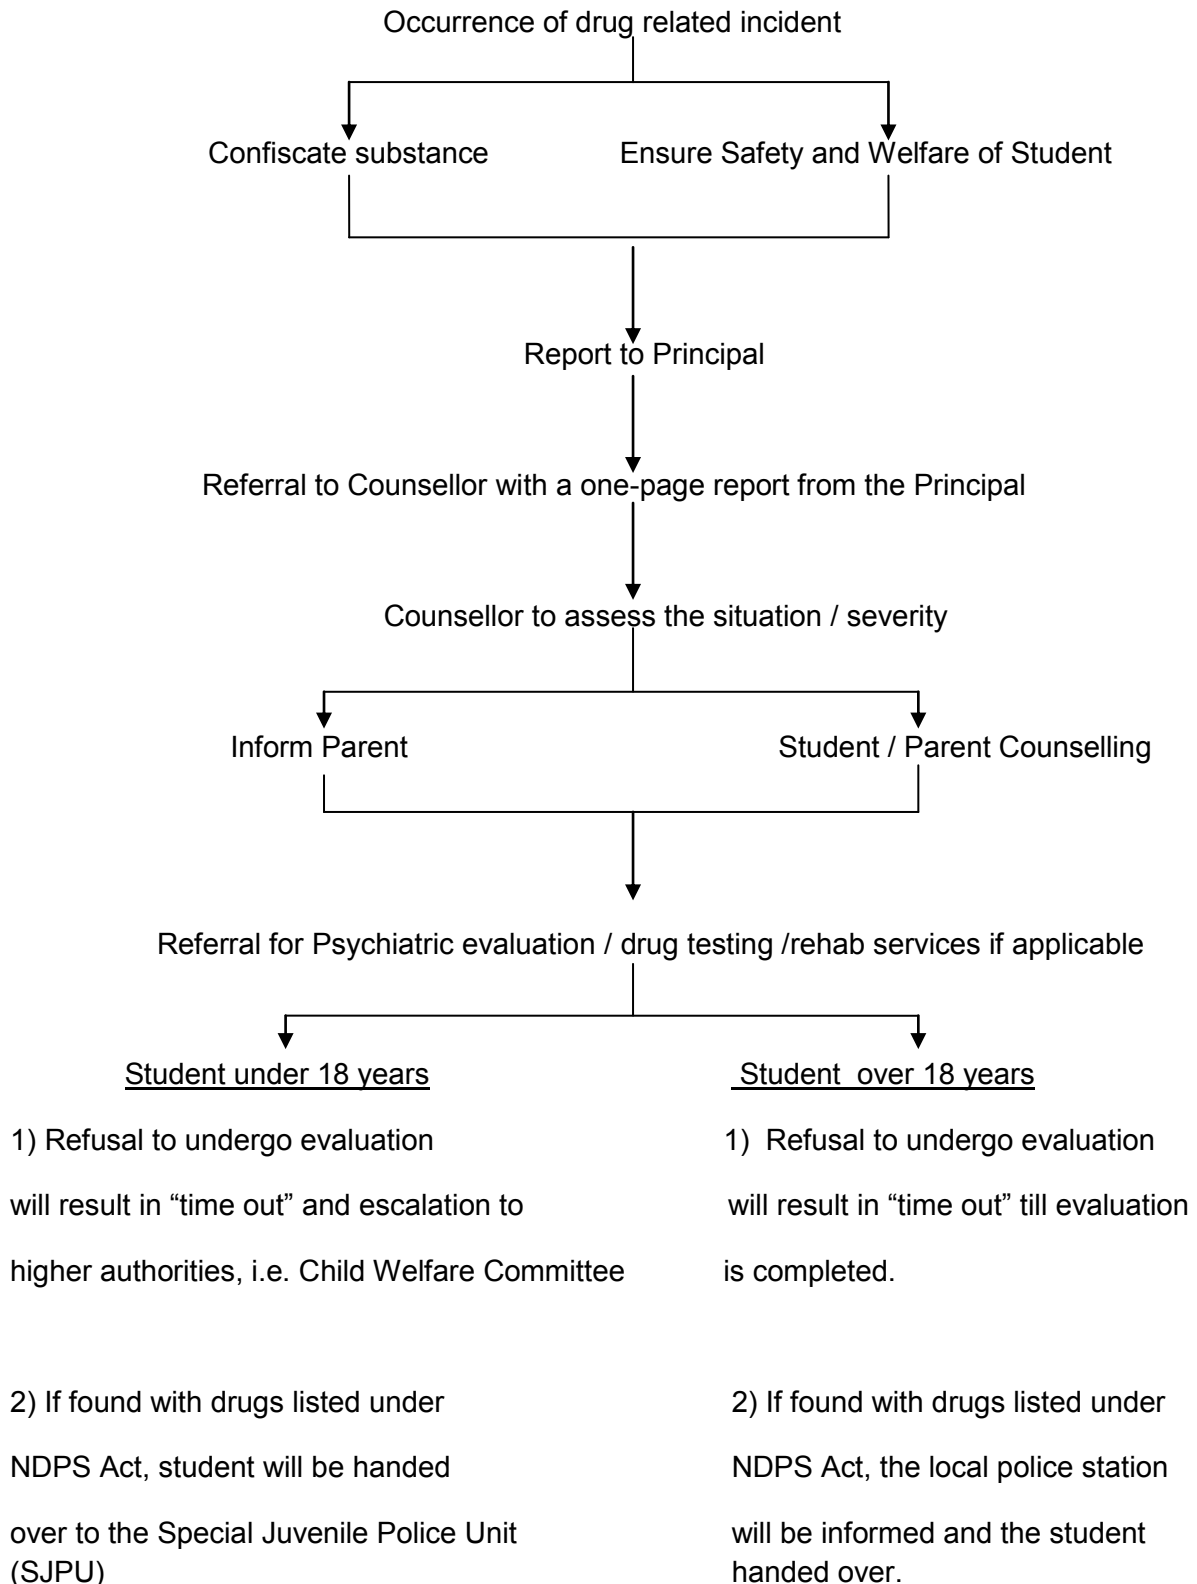 Occurrence of drug related incident
Confiscate substance
Ensure Safety and Welfare of Student
Report to Principal
Referral to Counsellor with a one-page report from the Principal
Counsellor to assess the situation / severity
Inform Parent
Student / Parent Counselling
Referral for Psychiatric evaluation / drug testing /rehab services if applicable
Student under 18 years
1) Refusal to undergo evaluation
will result in “time out” and escalation to
higher authorities, i.e. Child Welfare Committee
2) If found with drugs listed under
NDPS Act, student will be handed
over to the Special Juvenile Police Unit
(SJPU)
Student over 18 years
1) Refusal to undergo evaluation
will result in “time out” till evaluation
is completed.
2) If found with drugs listed under
NDPS Act, the local police station
will be informed and the student
handed over.